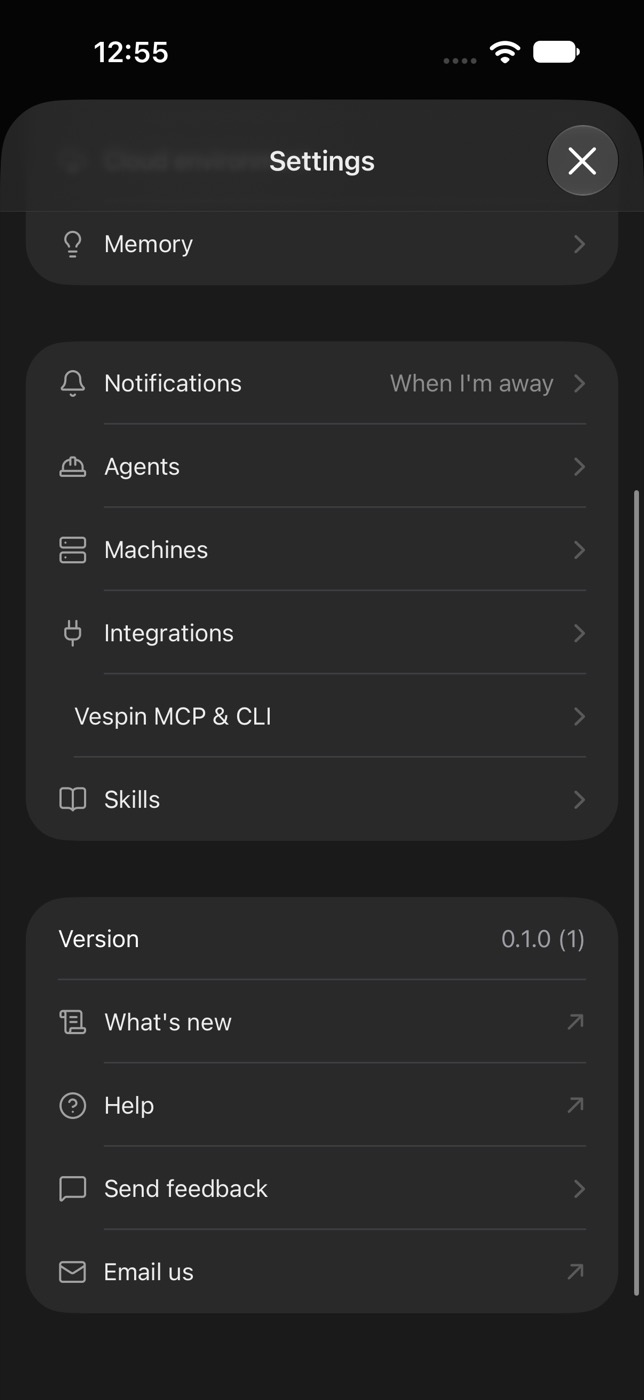 12:55
Settings
Memory
Notifications When I'm away
Agents
Machines
Integrations
Vespin MCP & CLI
Skills
Version 0.1.0 (1)
What's new
Help
Send feedback
Email us